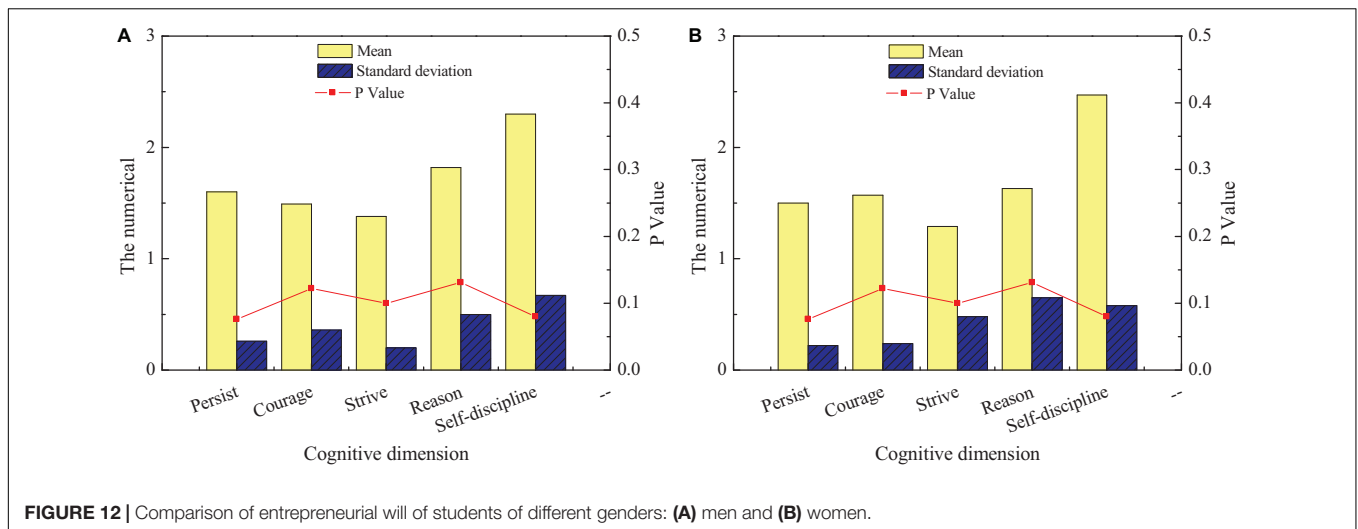 A
3
2
1
0
The numerical
Mean
Standard deviation
P Value
0.5
0.4
0.3
0.2
0.1
0.0
P Value
Persist
Courage
Strive
Reason
Self-discipline
--
Cognitive dimension
B
3
2
1
0
The numerical
Mean
Standard deviation
P Value
0.5
0.4
0.3
0.2
0.1
0.0
P Value
Persist
Courage
Strive
Reason
Self-discipline
--
Cognitive dimension
FIGURE 12 | Comparison of entrepreneurial will of students of different genders: (A) men and (B) women.